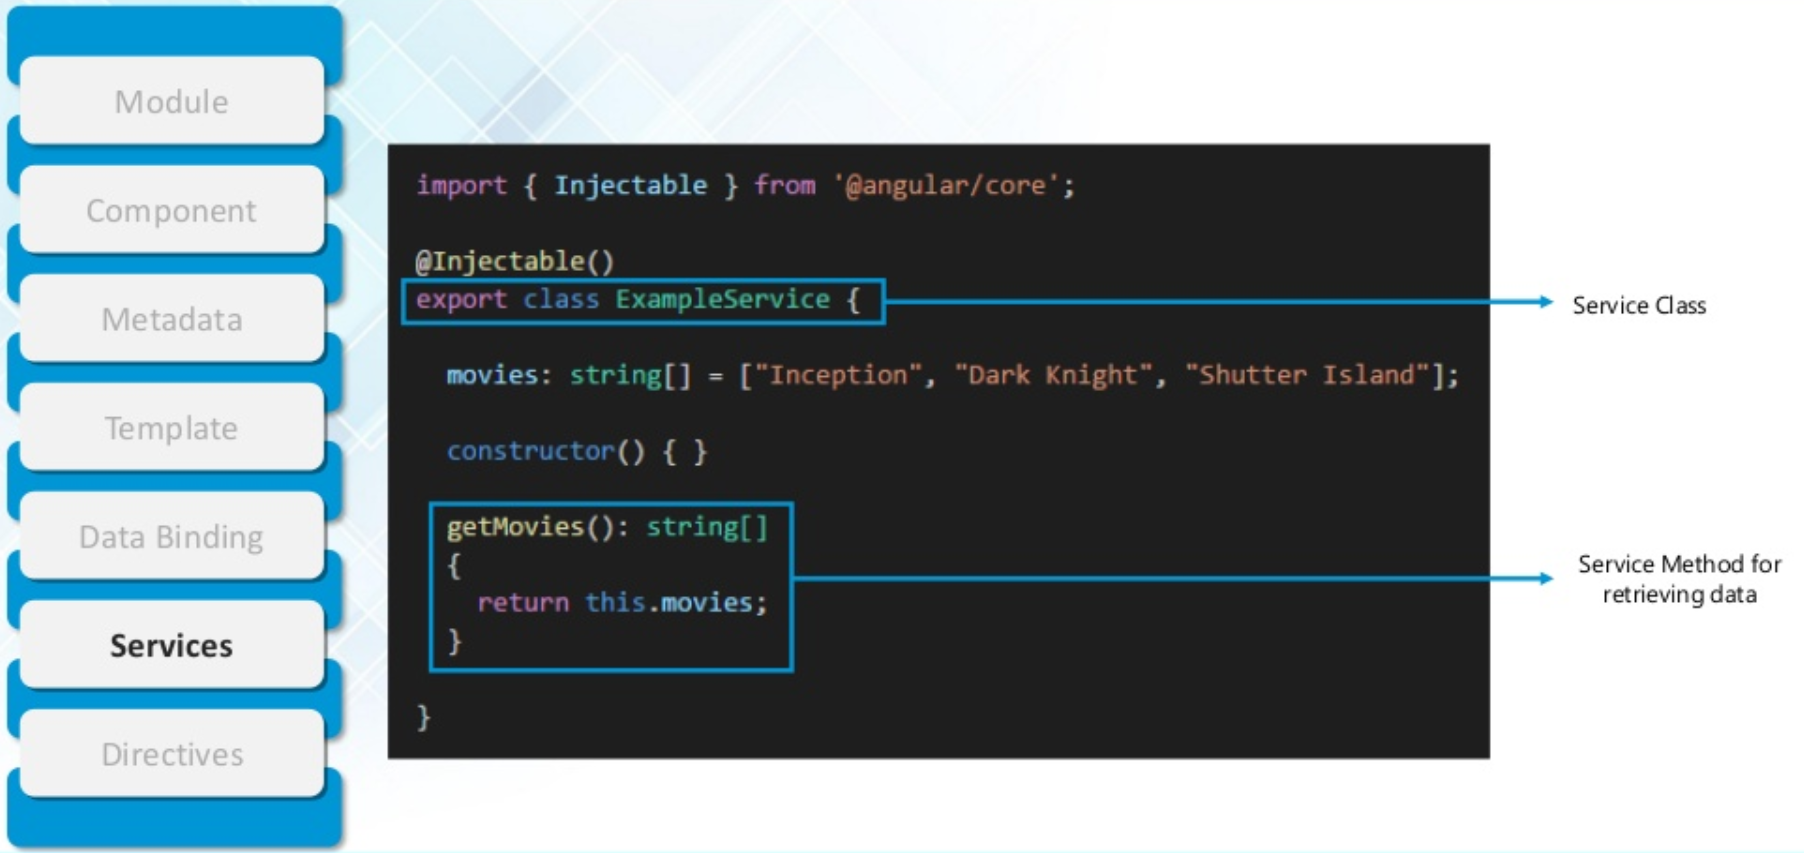 Module
Component
Metadata
Template
Data Binding
Services
Directives
import { Injectable } from '@angular/core';
@Injectable()
export class ExampleService {
movies: string[] = ["Inception", "Dark Knight", "Shutter Island"];
constructor() { }
getMovies(): string[]
{
return this.movies;
}
}
Service Class
Service Method for
retrieving data